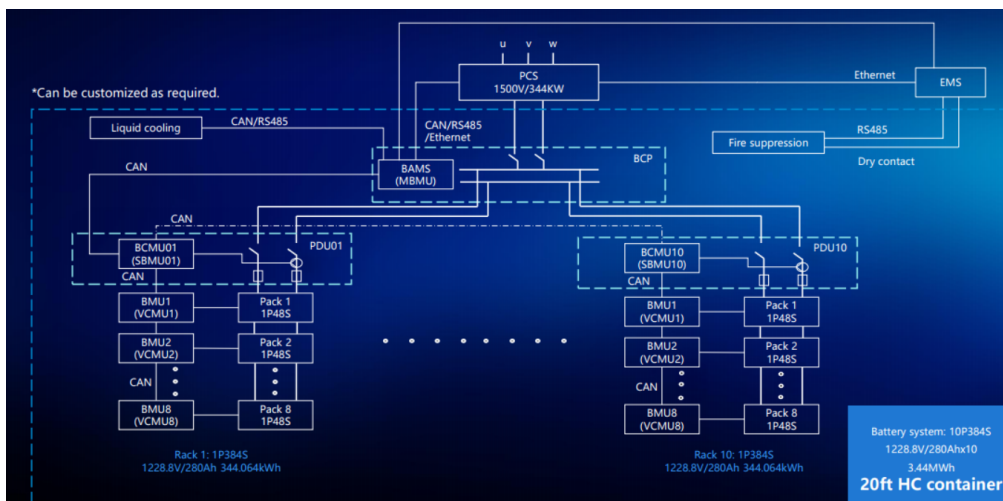 u v w
PCS
1500V/344KW
Ethernet
EMS
*Can be customized as required.
Liquid cooling
CAN/RS485
CAN/RS485
/Ethernet
RS485
Fire suppression
Dry contact
BCP
CAN
BAMS
(MBMU)
CAN
BCMU01
(SBMU01)
PDU01
CAN
BMU1
(VCMU1)
Pack 1
1P48S
BMU2
(VCMU2)
Pack 2
1P48S
CAN
BMU8
(VCMU8)
Pack 8
1P48S
Rack 1: 1P384S
1228.8V/280Ah 344.064kWh
BCMU10
(SBMU10)
PDU10
CAN
BMU1
(VCMU1)
Pack 1
1P48S
BMU2
(VCMU2)
Pack 2
1P48S
CAN
BMU8
(VCMU8)
Pack 8
1P48S
Rack 10: 1P384S
1228.8V/280Ah 344.064kWh
Battery system: 10P384S
1228.8V/280Ahx10
3.44MWh
20ft HC container